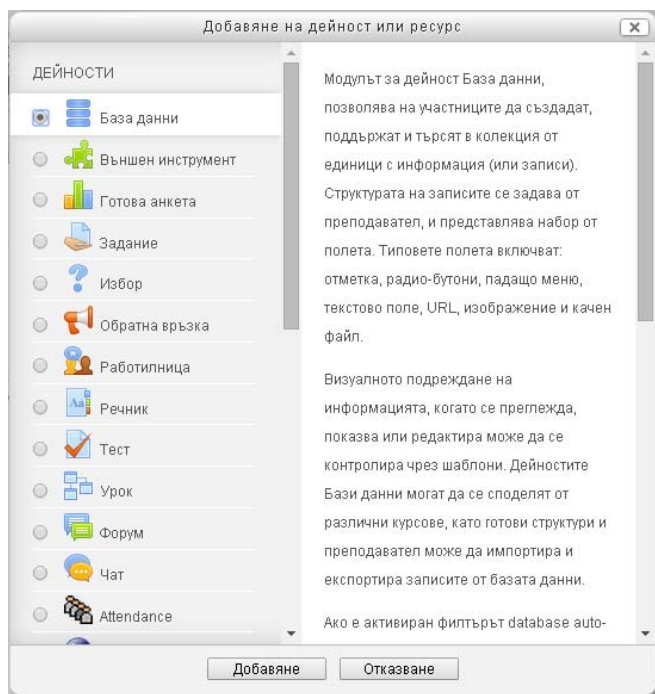 Добавяне на дейност или ресурс
ДЕЙНОСТИ
База данни
Външен инструмент
Готова анкета
Задание
Избор
Обратна връзка
Работилница
Речник
Тест
Урок
Форум
Чат
Attendance
Модулът за дейност База данни,
позволява на участниците да създадат,
поддържат и търсят в колекция от
единици с информация (или записи).
Структурата на записите се задава от
преподавател, и представлява набор от
полета. Типовете полета включват:
отметка, радио-бутони, падащо меню,
текстово поле, URL, изображение и качен
файл.
Визуалното подреждане на
информацията, когато се преглежда,
показва или редактира може да се
контролира чрез шаблони. Дейностите
Бази данни могат да се споделят от
различни курсове, като готови структури и
преподавател може да импортира и
експортира записите от базата данни.
Ако е активиран филтърът database auto-
Добавяне
Отказване